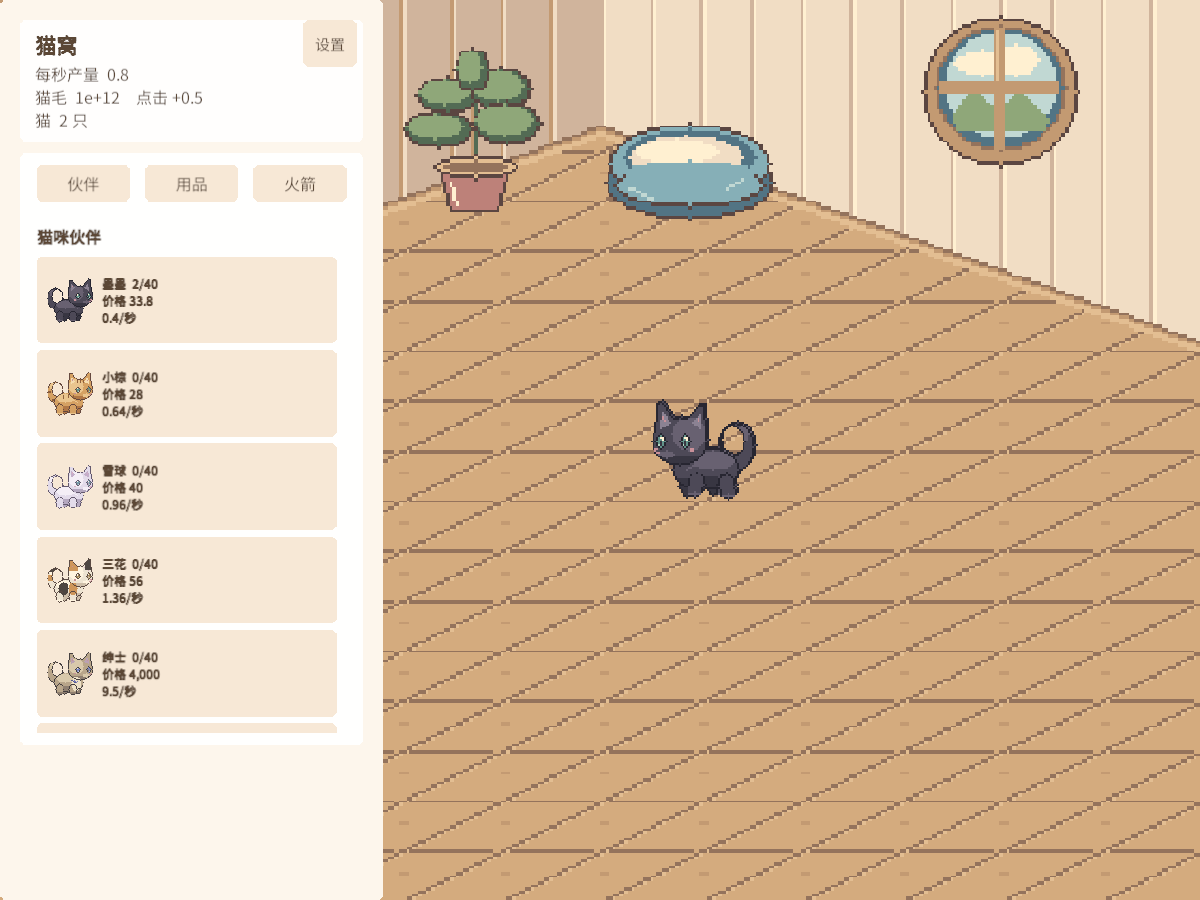 猫窝
设置
每秒产量 0.8
猫毛 1e+12 点击 +0.5
猫 2 只
伙伴
用品
火箭
猫咪伙伴
墨墨 2/40
价格 33.8
0.4/秒
小棕 0/40
价格 28
0.64/秒
雪球 0/40
价格 40
0.96/秒
三花 0/40
价格 56
1.36/秒
绅士 0/40
价格 4,000
9.5/秒